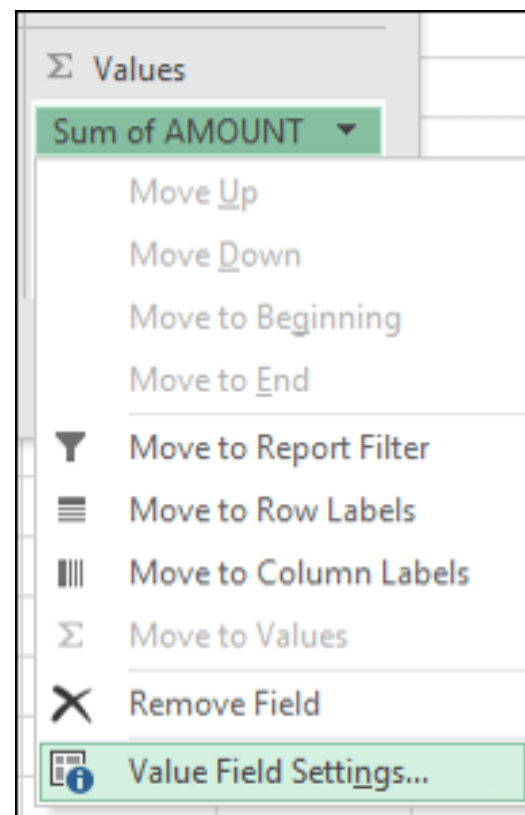 Σ Values
Sum of AMOUNT
Move Up
Move Down
Move to Beginning
Move to End
Move to Report Filter
Move to Row Labels
Move to Column Labels
Σ Move to Values
Remove Field
Value Field Settings...